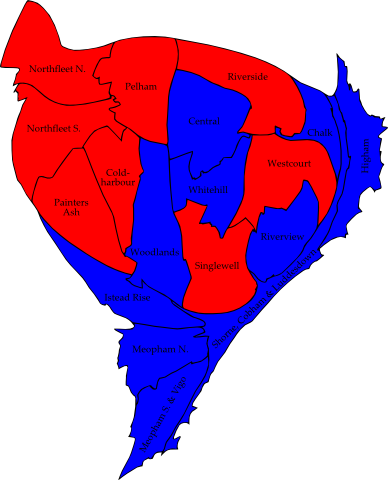 Northfleet N.
Pelham
Riverside
Northfleet S.
Central
Chalk
Higham
Cold-
harbour
Westcourt
Painters
Ash
Whitehill
Woodlands
Riverview
Singlewell
Istead Rise
Shorne, Cobham & Luddesdown
Meopham N.
Meopham S. & Vigo